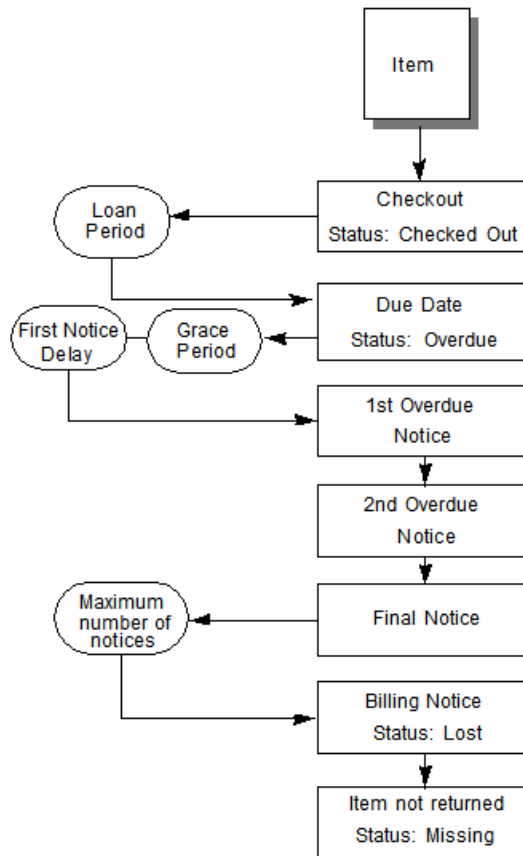 Item
Checkout
Status: Checked Out
Loan
Period
Due Date
Status: Overdue
Grace
Period
First Notice
Delay
1st Overdue
Notice
2nd Overdue
Notice
Final Notice
Maximum
number of
notices
Billing Notice
Status: Lost
Item not returned
Status: Missing